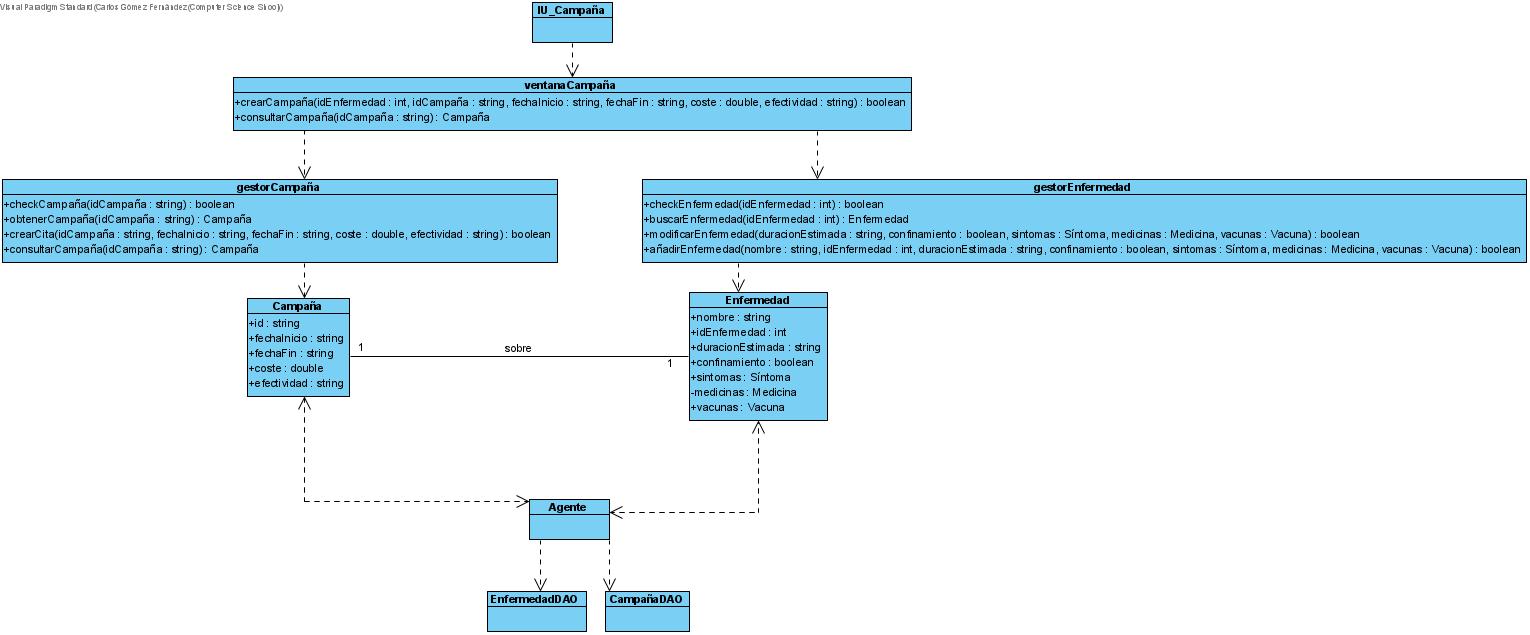 Visual Paradigm Standard (Carlos Gómez Fernández(Computer Science Shool))
IU_Campaña
ventanaCampaña
+crearCampaña(idEnfermedad : int, idCampaña : string, fechaInicio : string, fechaFin : string, coste : double, efectividad : string) : boolean
+consultarCampaña(idCampaña : string) : Campaña
gestorCampaña
+checkCampaña(idCampaña : string) : boolean
+obtenerCampaña(idCampaña : string) : Campaña
+crearCita(idCampaña : string, fechaInicio : string, fechaFin : string, coste : double, efectividad : string) : boolean
+consultarCampaña(idCampaña : string) : Campaña
gestorEnfermedad
+checkEnfermedad(idEnfermedad : int) : boolean
+buscarEnfermedad(idEnfermedad : int) : Enfermedad
+modificarEnfermedad(duracionEstimada : string, confinamiento : boolean, sintomas : Síntoma, medicinas : Medicina, vacunas : Vacuna) : boolean
+añadirEnfermedad(nombre : string, idEnfermedad : int, duracionEstimada : string, confinamiento : boolean, sintomas : Síntoma, medicinas : Medicina, vacunas : Vacuna) : boolean
Campaña
+id : string
+fechaInicio : string
+fechaFin : string
+coste : double
+efectividad : string
1
sobre
1
Enfermedad
+nombre : string
+idEnfermedad : int
+duracionEstimada : string
+confinamiento : boolean
+sintomas : Síntoma
-medicinas : Medicina
+vacunas : Vacuna
Agente
EnfermedadDAO
CampañaDAO